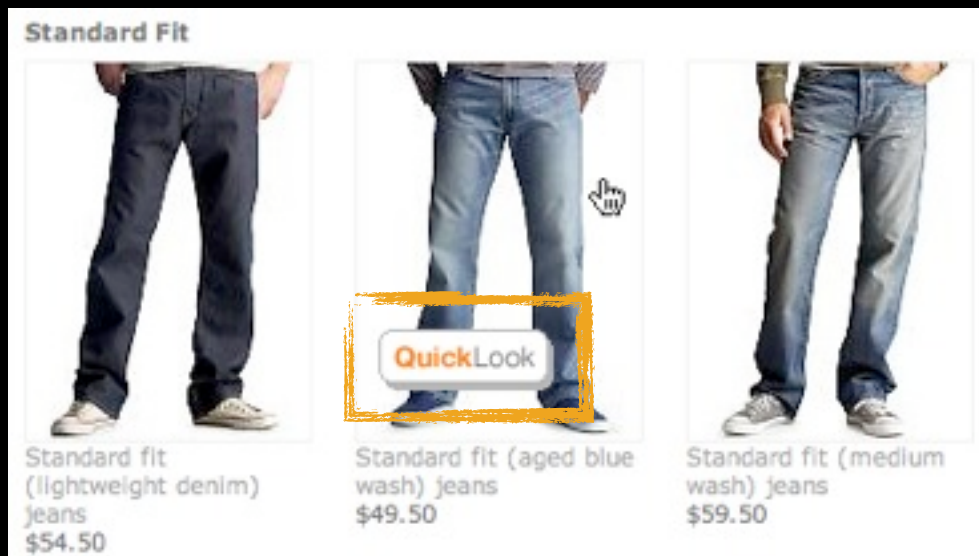 Standard Fit
QuickLook
Standard fit
(lightweight denim)
jeans
$54.50
Standard fit (aged blue
wash) jeans
$49.50
Standard fit (medium
wash) jeans
$59.50